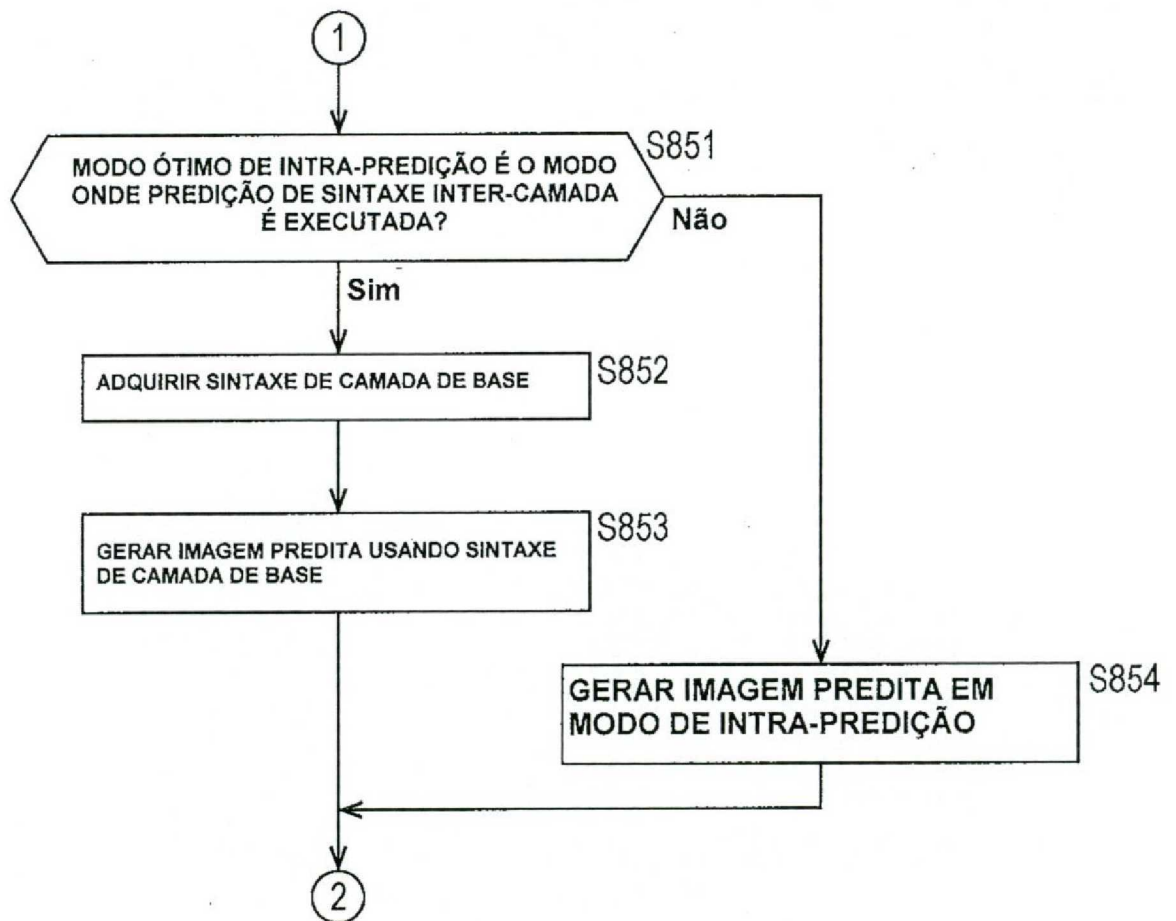 1
MODO ÓTIMO DE INTRA-PREDIÇÃO É O MODO
ONDE PREDIÇÃO DE SINTAXE INTER-CAMADA
É EXECUTADA?
S851
Não
Sim
ADQUIRIR SINTAXE DE CAMADA DE BASE
S852
GERAR IMAGEM PREDITA USANDO SINTAXE
DE CAMADA DE BASE
S853
GERAR IMAGEM PREDITA EM
MODO DE INTRA-PREDIÇÃO
S854
2